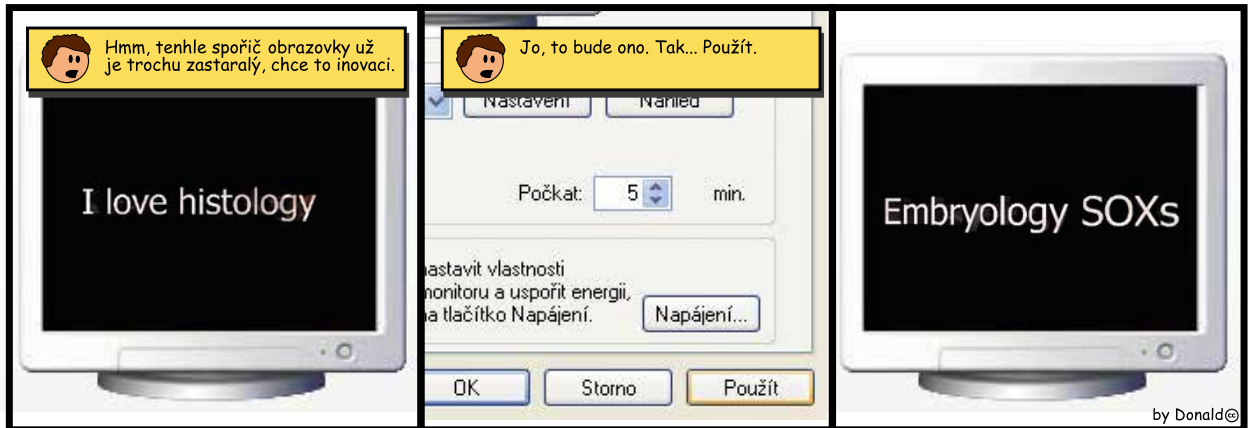 Hmm, tenhle spořič obrazovky už
je trochu zastaralý, chce to inovaci.
I love histology
Jo, to bude ono. Tak... Použít.
Nastavení
Náhled
Počkat: 5 min.
nastavit vlastnosti
monitoru a uspořit energii,
na tlačítko Napájení.
Napájení...
OK
Storno
Použít
Embryology SOXs
by Donald